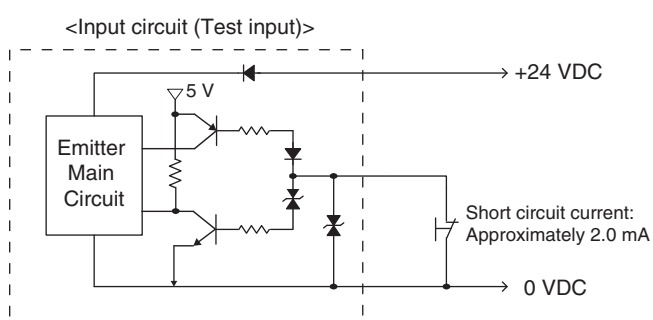 <Input circuit (Test input)>
+24 VDC
5 V
Emitter
Main
Circuit
Short circuit current:
Approximately 2.0 mA
0 VDC